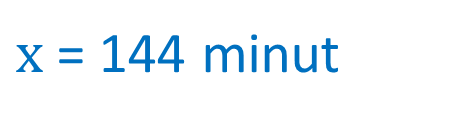 x = 144 minut